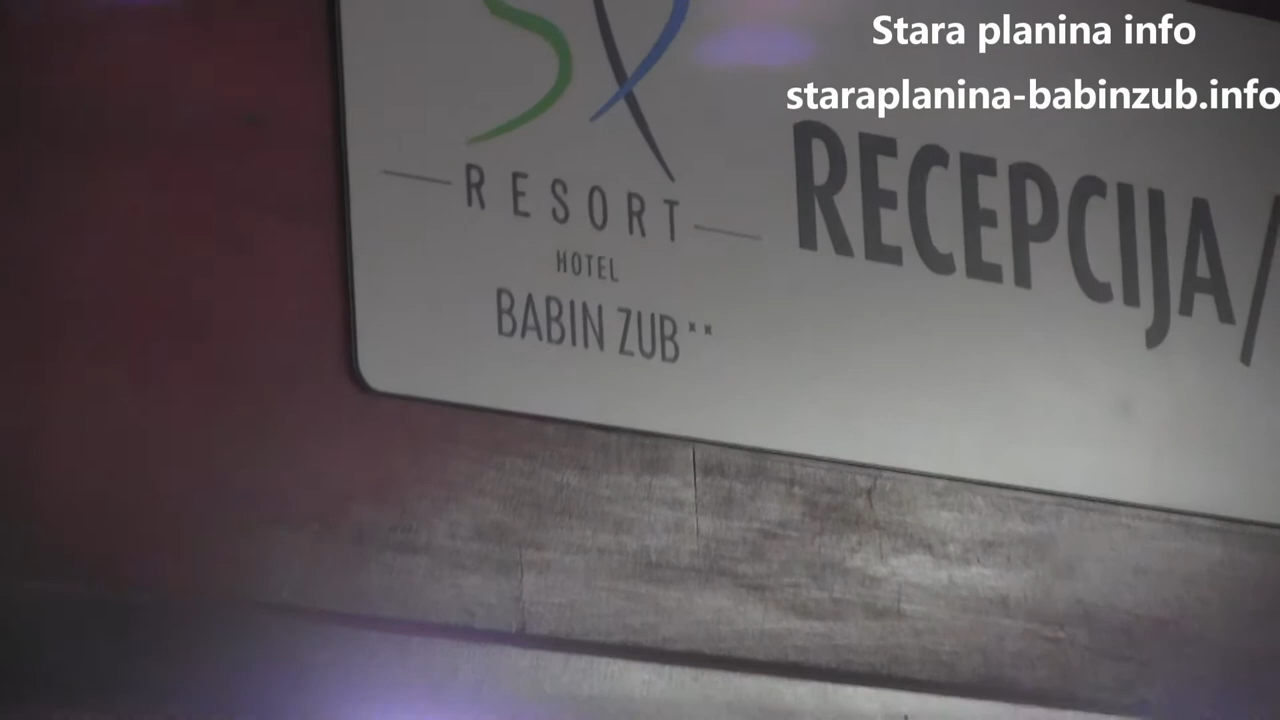 Stara planina info
staraplanina-babinzub.info
RESORT
HOTEL
BABIN ZUB**
RECEPCIJA/